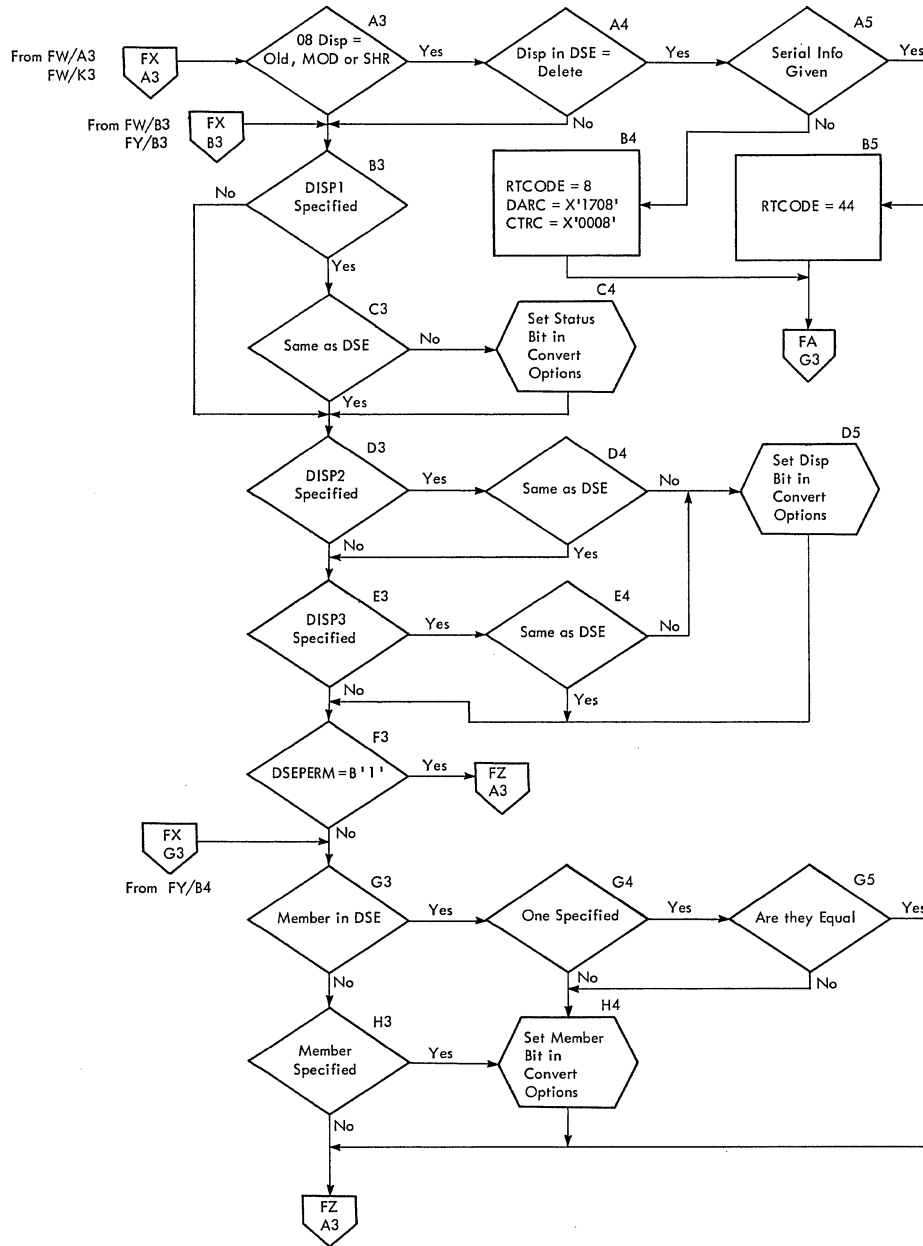 A3
A4
A5
From FW/A3
FW/K3
FX
A3
08 Disp =
Old, MOD or SHR
Yes
Disp in DSE =
Delete
Yes
Serial Info
Given
Yes
From FW/B3
FY/B3
FX
B3
No
No
B3
B4
B5
No
DISP1
Specified
RTCODE = 8
DARC = X'1708'
CTRC = X'0008'
RTCODE = 44
Yes
C3
C4
Same as DSE
No
Set Status
Bit in
Convert
Options
FA
G3
Yes
D3
D4
D5
DISP2
Specified
Yes
Same as DSE
No
Set Disp
Bit in
Convert
Options
No
Yes
E3
E4
DISP3
Specified
Yes
Same as DSE
No
No
Yes
F3
DSEPERM=B'1'
Yes
FZ
A3
No
FX
G3
From FY/B4
G3
G4
G5
Member in DSE
Yes
One Specified
Yes
Are they Equal
Yes
No
No
No
H3
H4
Member
Specified
Yes
Set Member
Bit in
Convert
Options
No
FZ
A3